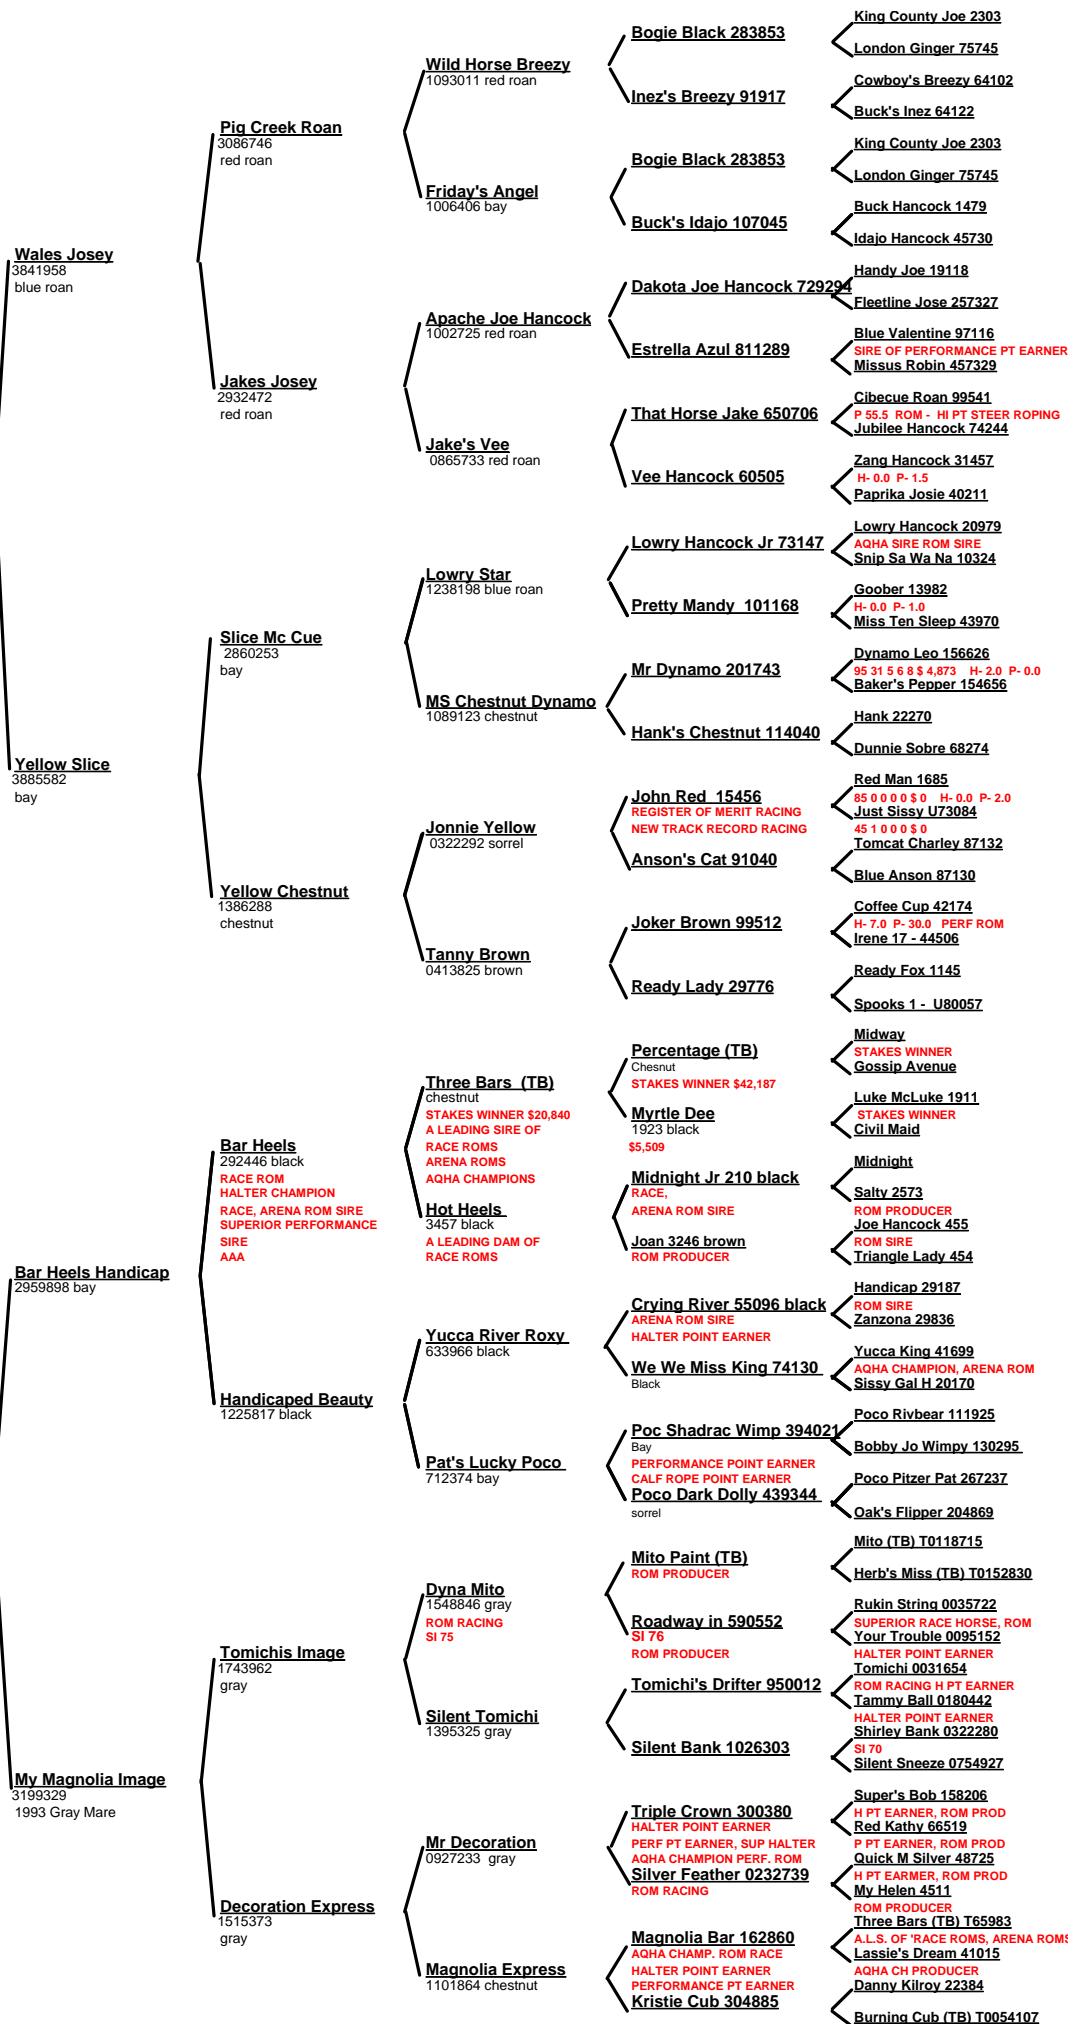 Wales Josey
3841958
blue roan
Yellow Slice
3885582
bay
Bar Heels Handicap
2959898 bay
My Magnolia Image
3199329
1993 Gray Mare
Pig Creek Roan
3086746
red roan
Jakes Josey
2932472
red roan
Slice Mc Cue
2860253
bay
Yellow Chestnut
1386288
chestnut
Bar Heels
292446 black
RACE ROM
HALTER CHAMPION
RACE, ARENA ROM SIRE
SUPERIOR PERFORMANCE
SIRE
AAA
Handicaped Beauty
1225817 black
Tomichis Image
1743962
gray
Decoration Express
1515373
gray
Wild Horse Breezy
1093011 red roan
Friday's Angel
1006406 bay
Apache Joe Hancock
1002725 red roan
Jake's Vee
0865733 red roan
Lowry Star
1238198 blue roan
MS Chestnut Dynamo
1089123 chestnut
Jonnie Yellow
0322292 sorrel
Tanny Brown
0413825 brown
Three Bars (TB)
chestnut
STAKES WINNER $20,840
A LEADING SIRE OF
RACE ROMS
ARENA ROMS
AQHA CHAMPIONS
Hot Heels
3457 black
A LEADING DAM OF
RACE ROMS
Yucca River Roxy
633966 black
Pat's Lucky Poco
712374 bay
Dyna Mito
1548846 gray
ROM RACING
SI 75
Silent Tomichi
1395325 gray
Mr Decoration
0927233 gray
Magnolia Express
1101864 chestnut
Bogie Black 283853
Inez's Breezy 91917
Bogie Black 283853
Buck's Idajo 107045
Dakota Joe Hancock 729294
Estrella Azul 811289
That Horse Jake 650706
Vee Hancock 60505
Lowry Hancock Jr 73147
Pretty Mandy 101168
Mr Dynamo 201743
Hank's Chestnut 114040
John Red 15456
REGISTER OF MERIT RACING
NEW TRACK RECORD RACING
Anson's Cat 91040
Joker Brown 99512
Ready Lady 29776
Percentage (TB)
Chesnut
STAKES WINNER $42,187
Myrtle Dee
1923 black
$5,509
Midnight Jr 210 black
RACE,
ARENA ROM SIRE
Joan 3246 brown
ROM PRODUCER
Crying River 55096 black
ARENA ROM SIRE
HALTER POINT EARNER
We We Miss King 74130
Black
Poc Shadrac Wimp 394021
Bay
PERFORMANCE POINT EARNER
CALF ROPE POINT EARNER
Poco Dark Dolly 439344
sorrel
Mito Paint (TB)
ROM PRODUCER
Roadway in 590552
SI 76
ROM PRODUCER
Tomichi's Drifter 950012
Silent Bank 1026303
Triple Crown 300380
HALTER POINT EARNER
PERF PT EARNER, SUP HALTER
AQHA CHAMPION PERF. ROM
Silver Feather 0232739
ROM RACING
Magnolia Bar 162860
AQHA CHAMP. ROM RACE
HALTER POINT EARNER
PERFORMANCE PT EARNER
Kristie Cub 304885
King County Joe 2303
London Ginger 75745
Cowboy's Breezy 64102
Buck's Inez 64122
King County Joe 2303
London Ginger 75745
Buck Hancock 1479
Idajo Hancock 45730
Handy Joe 19118
Fleetline Jose 257327
Blue Valentine 97116
SIRE OF PERFORMANCE PT EARNER
Missus Robin 457329
Cibecue Roan 99541
P 55.5 ROM - HI PT STEER ROPING
Jubilee Hancock 74244
Zang Hancock 31457
H- 0.0 P- 1.5
Paprika Josie 40211
Lowry Hancock 20979
AQHA SIRE ROM SIRE
Snip Sa Wa Na 10324
Goober 13982
H- 0.0 P- 1.0
Miss Ten Sleep 43970
Dynamo Leo 156626
95 31 5 6 8 $ 4,873 H- 2.0 P- 0.0
Baker's Pepper 154656
Hank 22270
Dunnie Sobre 68274
Red Man 1685
85 0 0 0 0 $ 0 H- 0.0 P- 2.0
Just Sissy U73084
45 1 0 0 0 $ 0
Tomcat Charley 87132
Blue Anson 87130
Coffee Cup 42174
H- 7.0 P- 30.0 PERF ROM
Irene 17 - 44506
Ready Fox 1145
Spooks 1 - U80057
Midway
STAKES WINNER
Gossip Avenue
Luke McLuke 1911
STAKES WINNER
Civil Maid
Midnight
Salty 2573
ROM PRODUCER
Joe Hancock 455
ROM SIRE
Triangle Lady 454
Handicap 29187
ROM SIRE
Zanzona 29836
Yucca King 41699
AQHA CHAMPION, ARENA ROM
Sissy Gal H 20170
Poco Rivbear 111925
Bobby Jo Wimpy 130295
Poco Pitzer Pat 267237
Oak's Flipper 204869
Mito (TB) T0118715
Herb's Miss (TB) T0152830
Rukin String 0035722
SUPERIOR RACE HORSE, ROM
Your Trouble 0095152
HALTER POINT EARNER
Tomichi 0031654
ROM RACING H PT EARNER
Tammy Ball 0180442
HALTER POINT EARNER
Shirley Bank 0322280
SI 70
Silent Sneeze 0754927
Super's Bob 158206
H PT EARNER, ROM PROD
Red Kathy 66519
P PT EARNER, ROM PROD
Quick M Silver 48725
H PT EARMER, ROM PROD
My Helen 4511
ROM PRODUCER
Three Bars (TB) T65983
A.L.S. OF 'RACE ROMS, ARENA ROMS
Lassie's Dream 41015
AQHA CH PRODUCER
Danny Kilroy 22384
Burning Cub (TB) T0054107